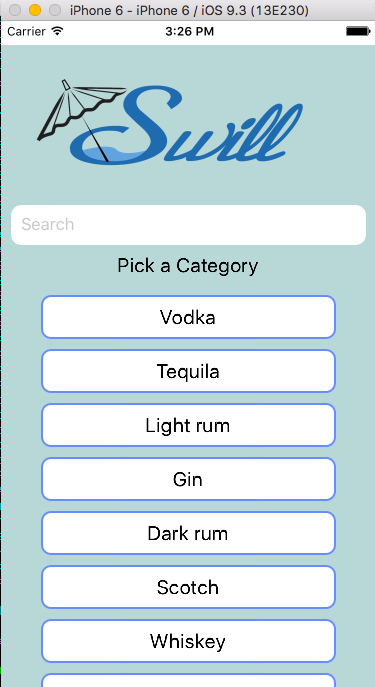 iPhone 6 - iPhone 6 / iOS 9.3 (13E230)
Carrier 3:26 PM
Swill
Search
Pick a Category
Vodka
Tequila
Light rum
Gin
Dark rum
Scotch
Whiskey